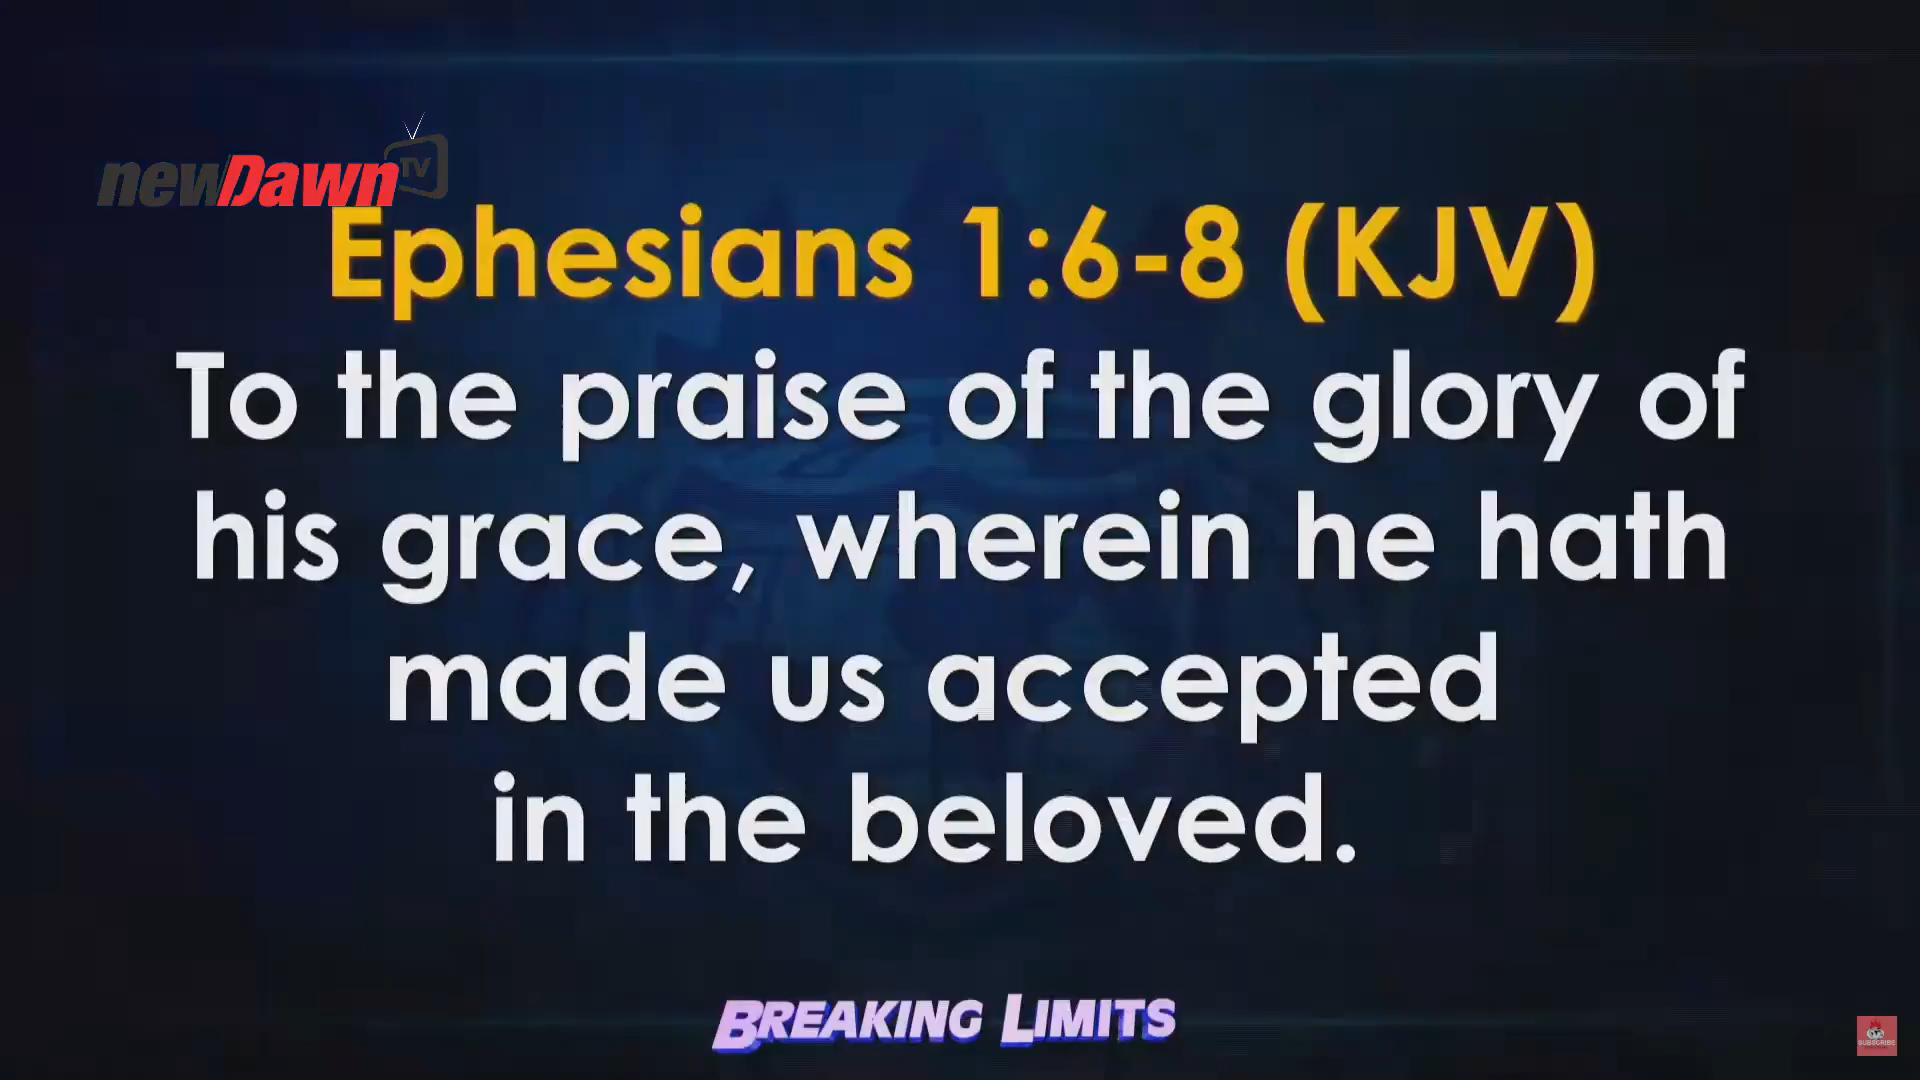 newDawn TV
Ephesians 1:6-8 (KJV)
To the praise of the glory of
his grace, wherein he hath
made us accepted
in the beloved.
BREAKING LIMITS
SUBSCRIBE